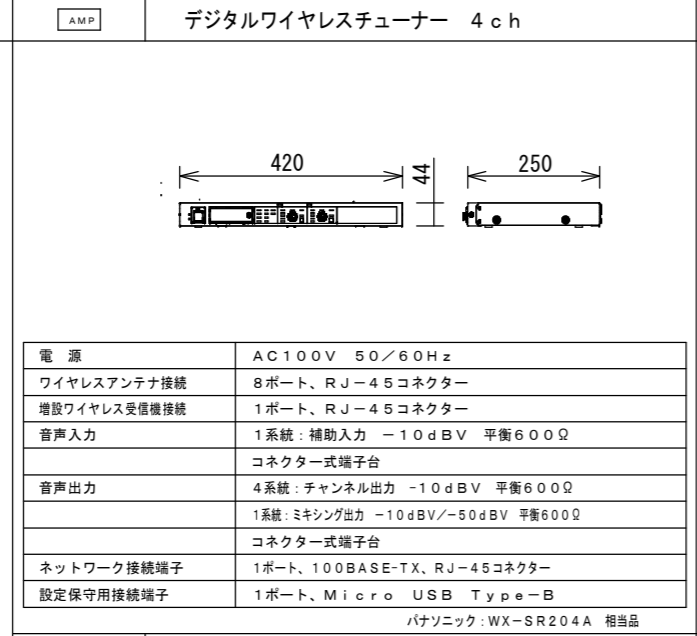 AMP
デジタルワイヤレスチューナー　4ch
420
44
250
電　源　AC100V　50／60Hz
ワイヤレスアンテナ接続　8ポート、RJ－45コネクター
増設ワイヤレス受信機接続　1ポート、RJ－45コネクター
音声入力　1系統：補助入力　－10dBV　平衡600Ω
コネクター式端子台
音声出力　4系統：チャンネル出力　-10dBV　平衡600Ω
1系統：ミキシング出力　－10dBV／－50dBV　平衡600Ω
コネクター式端子台
ネットワーク接続端子　1ポート、100BASE-TX、RJ－45コネクター
設定保守用接続端子　1ポート、Micro　USB　Type－B
パナソニック：WX－SR204A　相当品